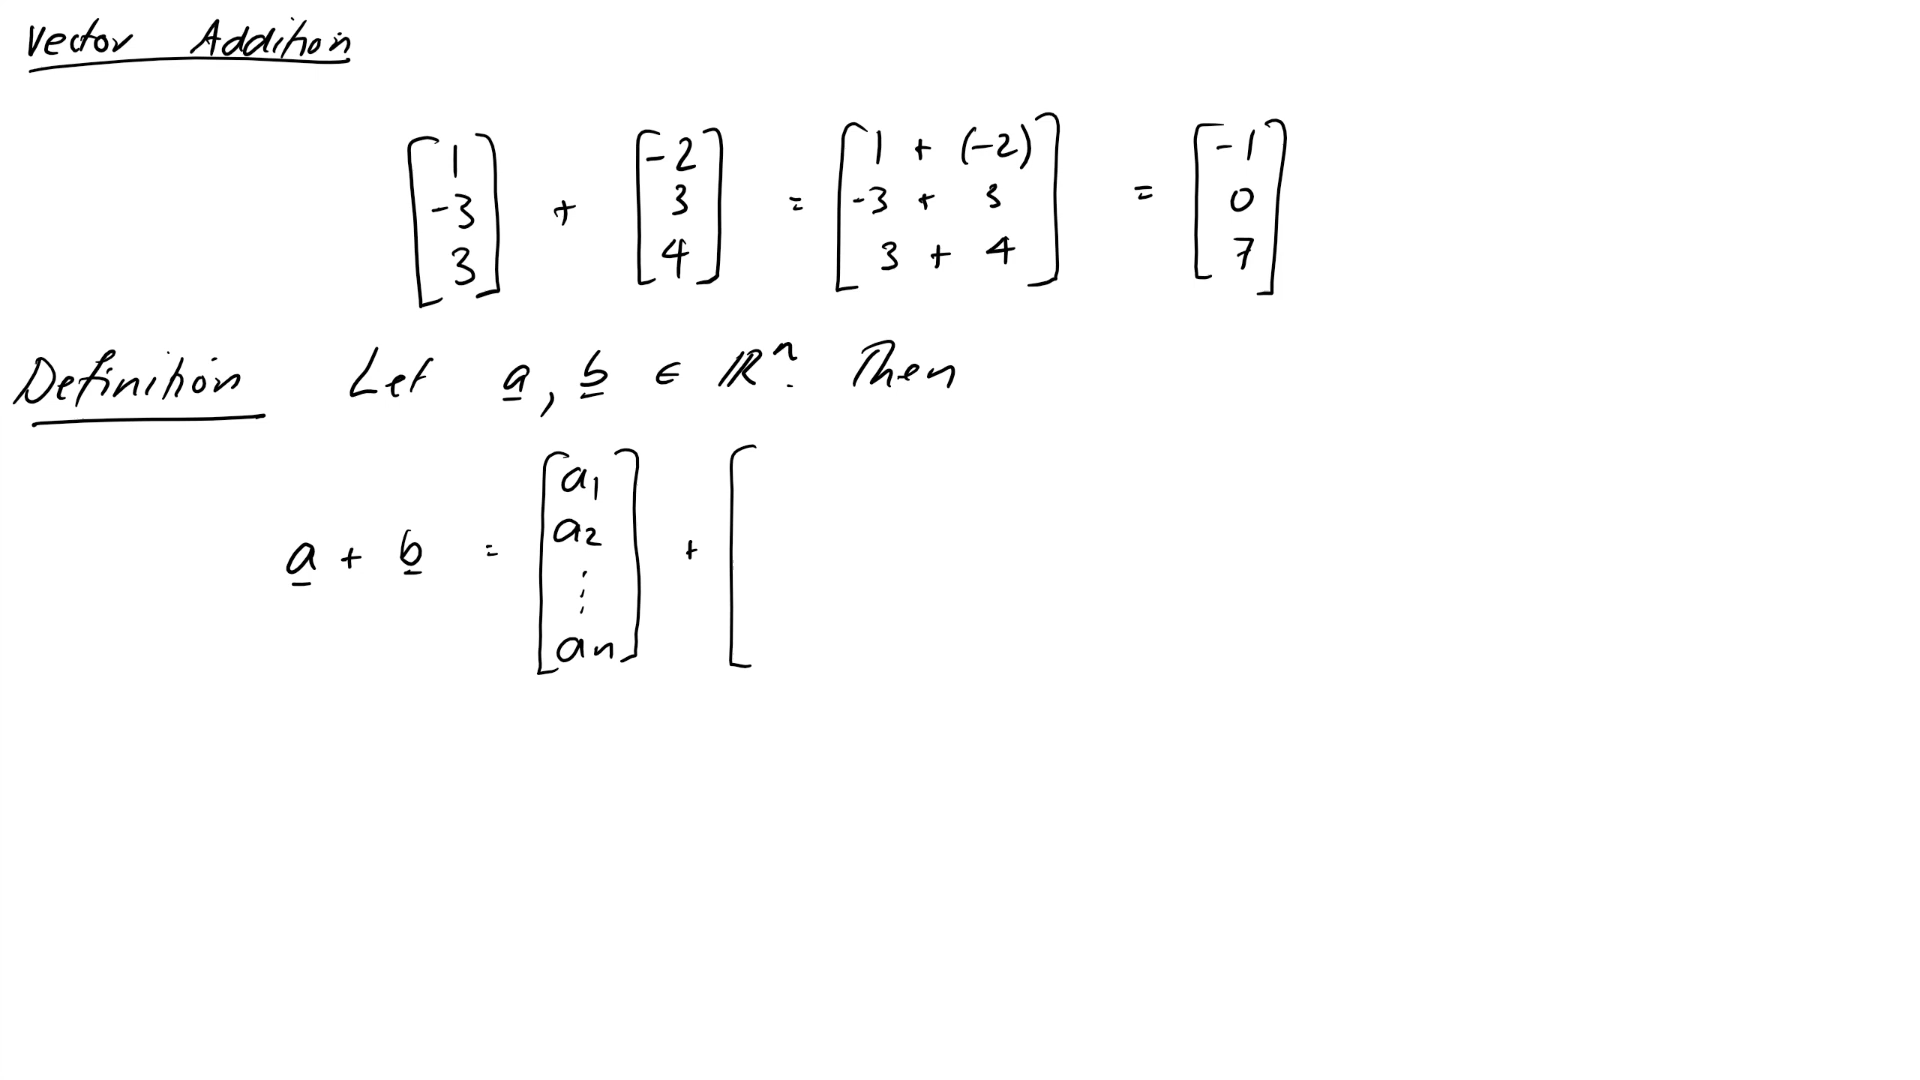 Vector Addition
[1 -3 3] + [-2 3 4] = [1 + (-2) -3 + 3 3 + 4] = [-1 0 7]
Definition Let a, b ∈ ℝⁿ. Then
a + b = [a₁ a₂ ⋮ aₙ] + [